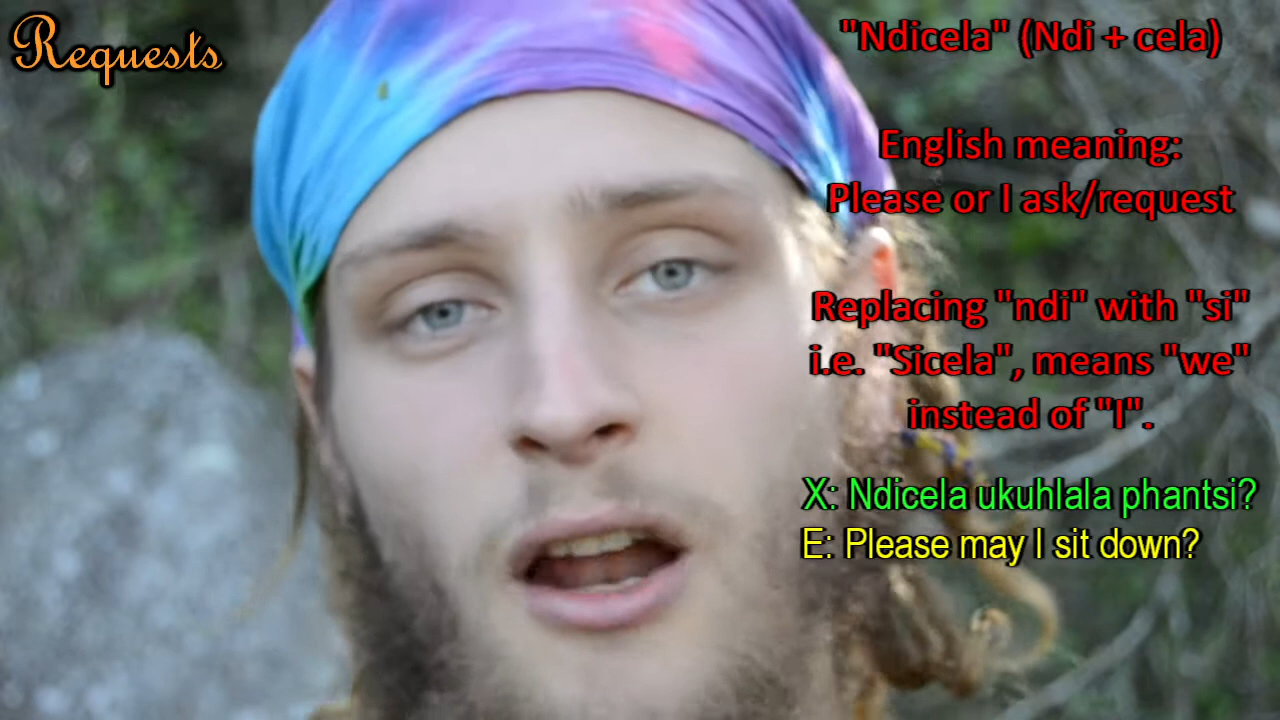 Requests
"Ndicela" (Ndi + cela)
English meaning:
Please or I ask/request
Replacing "ndi" with "si"
i.e. "Sicela", means "we"
instead of "I".
X: Ndicela ukuhlala phantsi?
E: Please may I sit down?